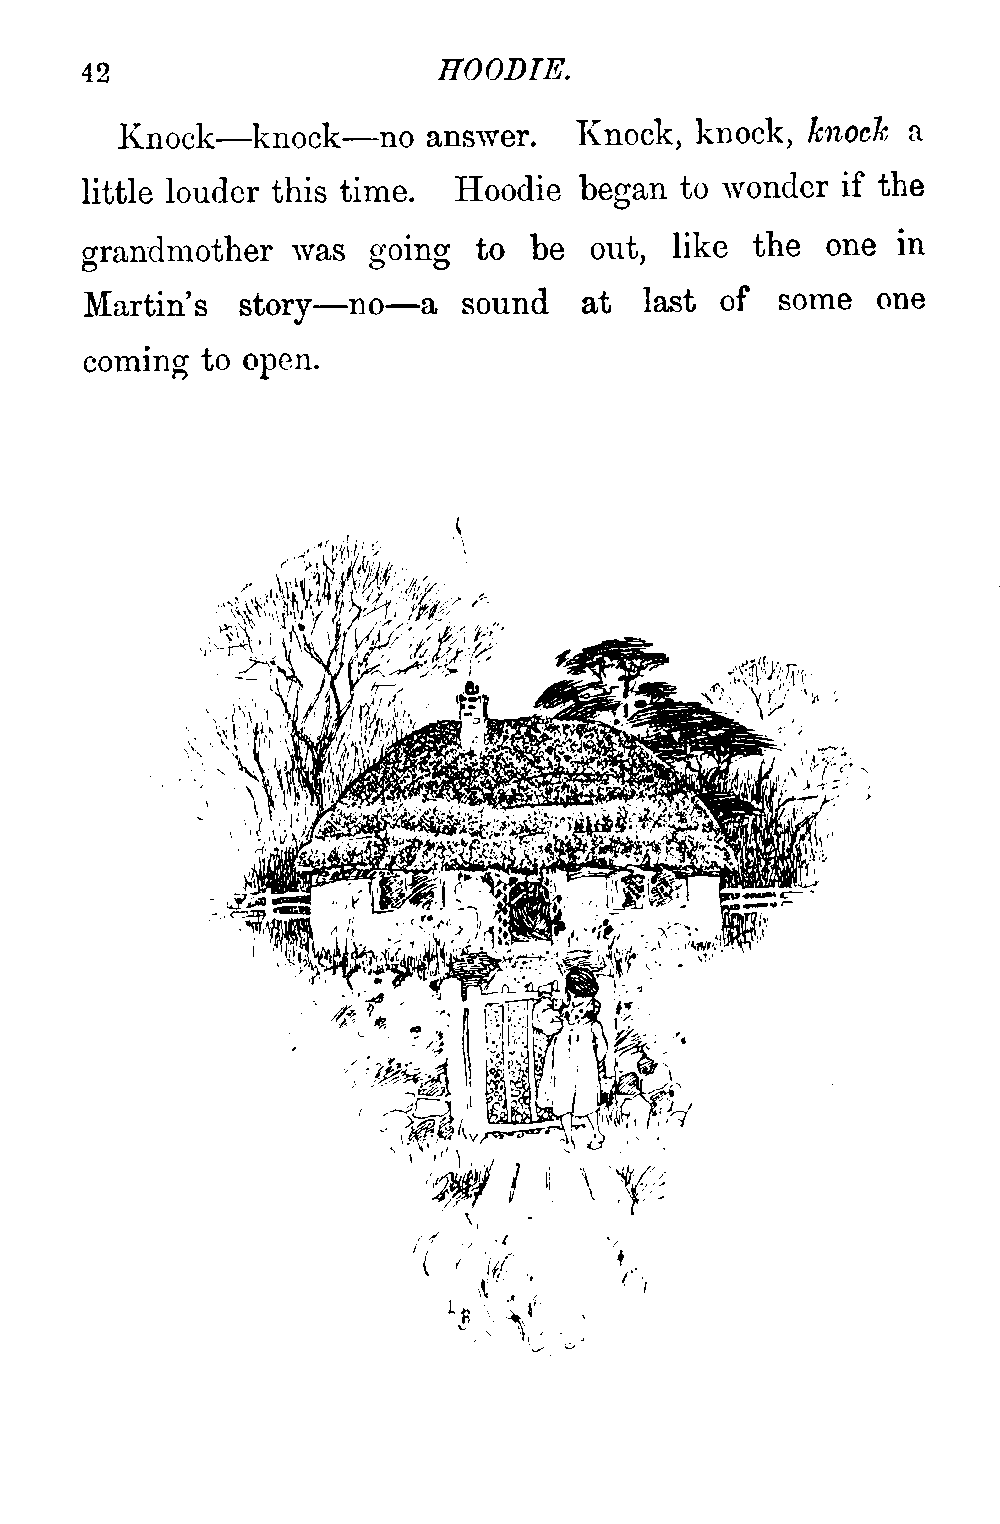 42 HOODIE.
Knock—knock—no answer. Knock, knock, knock a
little louder this time. Hoodie began to wonder if the
grandmother was going to be out, like the one in
Martin's story—no—a sound at last of some one
coming to open.
L B